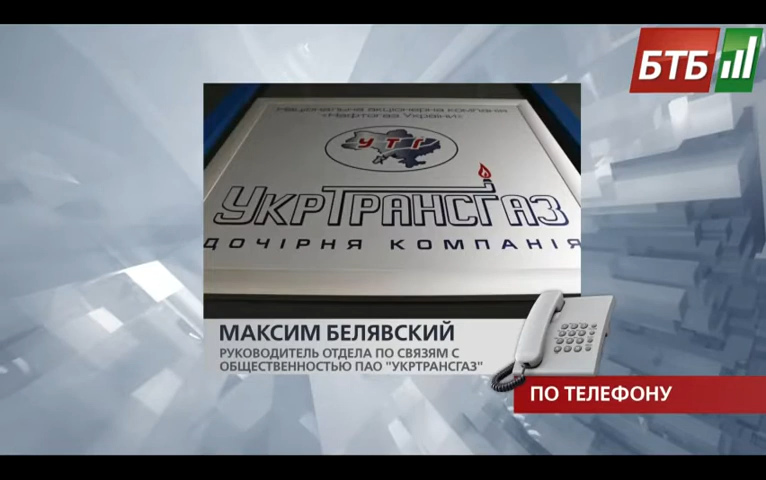 БТБ
Національна акціонерна компанія
«Нафтогаз України»
УТГ
УКРТРАНСГАЗ
ДОЧІРНЯ КОМПАНІЯ
МАКСИМ БЕЛЯВСКИЙ
РУКОВОДИТЕЛЬ ОТДЕЛА ПО СВЯЗЯМ С
ОБЩЕСТВЕННОСТЬЮ ПАО "УКРТРАНСГАЗ"
ПО ТЕЛЕФОНУ